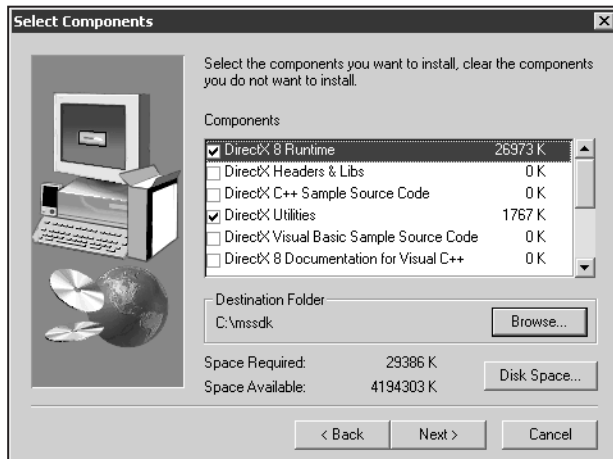 Select Components
Select the components you want to install, clear the components
you do not want to install.
Components
DirectX 8 Runtime 26973 K
DirectX Headers & Libs 0 K
DirectX C++ Sample Source Code 0 K
DirectX Utilities 1767 K
DirectX Visual Basic Sample Source Code 0 K
DirectX 8 Documentation for Visual C++ 0 K
Destination Folder
C:\mssdk
Browse...
Space Required: 29386 K
Space Available: 4194303 K
Disk Space...
< Back Next > Cancel